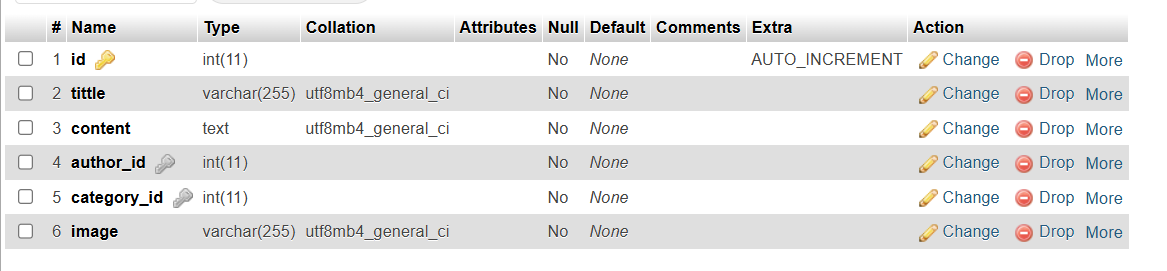 # Name Type Collation Attributes Null Default Comments Extra Action
1 id int(11) No None AUTO_INCREMENT Change Drop More
2 tittle varchar(255) utf8mb4_general_ci No None Change Drop More
3 content text utf8mb4_general_ci No None Change Drop More
4 author_id int(11) No None Change Drop More
5 category_id int(11) No None Change Drop More
6 image varchar(255) utf8mb4_general_ci No None Change Drop More